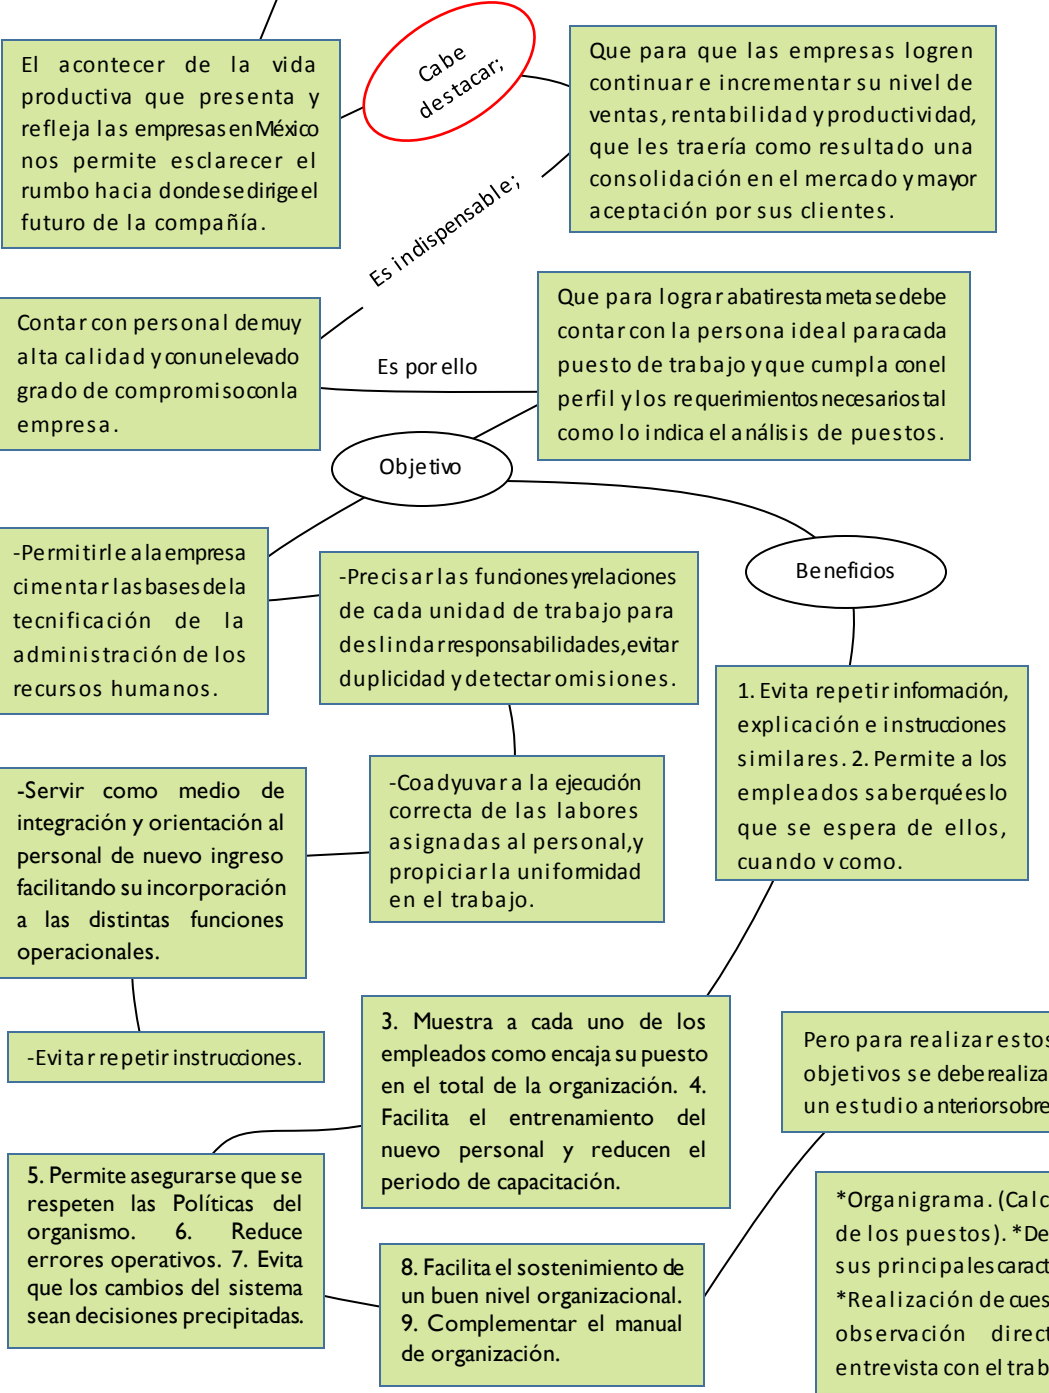 El acontecer de la vida
productiva que presenta y
refleja las empresas en México
nos permite esclarecer el
rumbo hacia donde se dirige el
futuro de la compañía.
Cabe
destacar;
Que para que las empresas logren
continuar e incrementar su nivel de
ventas, rentabilidad y productividad,
que les traería como resultado una
consolidación en el mercado y mayor
aceptación por sus clientes.
Es indispensable;
Contar con personal de muy
alta calidad y con un elevado
grado de compromiso con la
empresa.
Es por ello
Que para lograr abatir esta meta se debe
contar con la persona ideal para cada
puesto de trabajo y que cumpla con el
perfil y los requerimientos necesarios tal
como lo indica el análisis de puestos.
Objetivo
-Permitirle a la empresa
cimentar las bases de la
tecnificación de la
administración de los
recursos humanos.
-Precisar las funciones y relaciones
de cada unidad de trabajo para
deslindar responsabilidades, evitar
duplicidad y detectar omisiones.
Beneficios
1. Evita repetir información,
explicación e instrucciones
similares. 2. Permite a los
empleados saber qué es lo
que se espera de ellos,
cuando y como.
-Servir como medio de
integración y orientación al
personal de nuevo ingreso
facilitando su incorporación
a las distintas funciones
operacionales.
-Coadyuvar a la ejecución
correcta de las labores
asignadas al personal, y
propiciar la uniformidad
en el trabajo.
-Evitar repetir instrucciones.
3. Muestra a cada uno de los
empleados como encaja su puesto
en el total de la organización. 4.
Facilita el entrenamiento del
nuevo personal y reducen el
periodo de capacitación.
Pero para realizar estos
objetivos se debe realiza
un estudio anterior sobre
5. Permite asegurarse que se
respeten las Políticas del
organismo. 6. Reduce
errores operativos. 7. Evita
que los cambios del sistema
sean decisiones precipitadas.
8. Facilita el sostenimiento de
un buen nivel organizacional.
9. Complementar el manual
de organización.
*Organigrama. (Calc
de los puestos). *De
sus principales caract
*Realización de cues
observación direct
entrevista con el trab